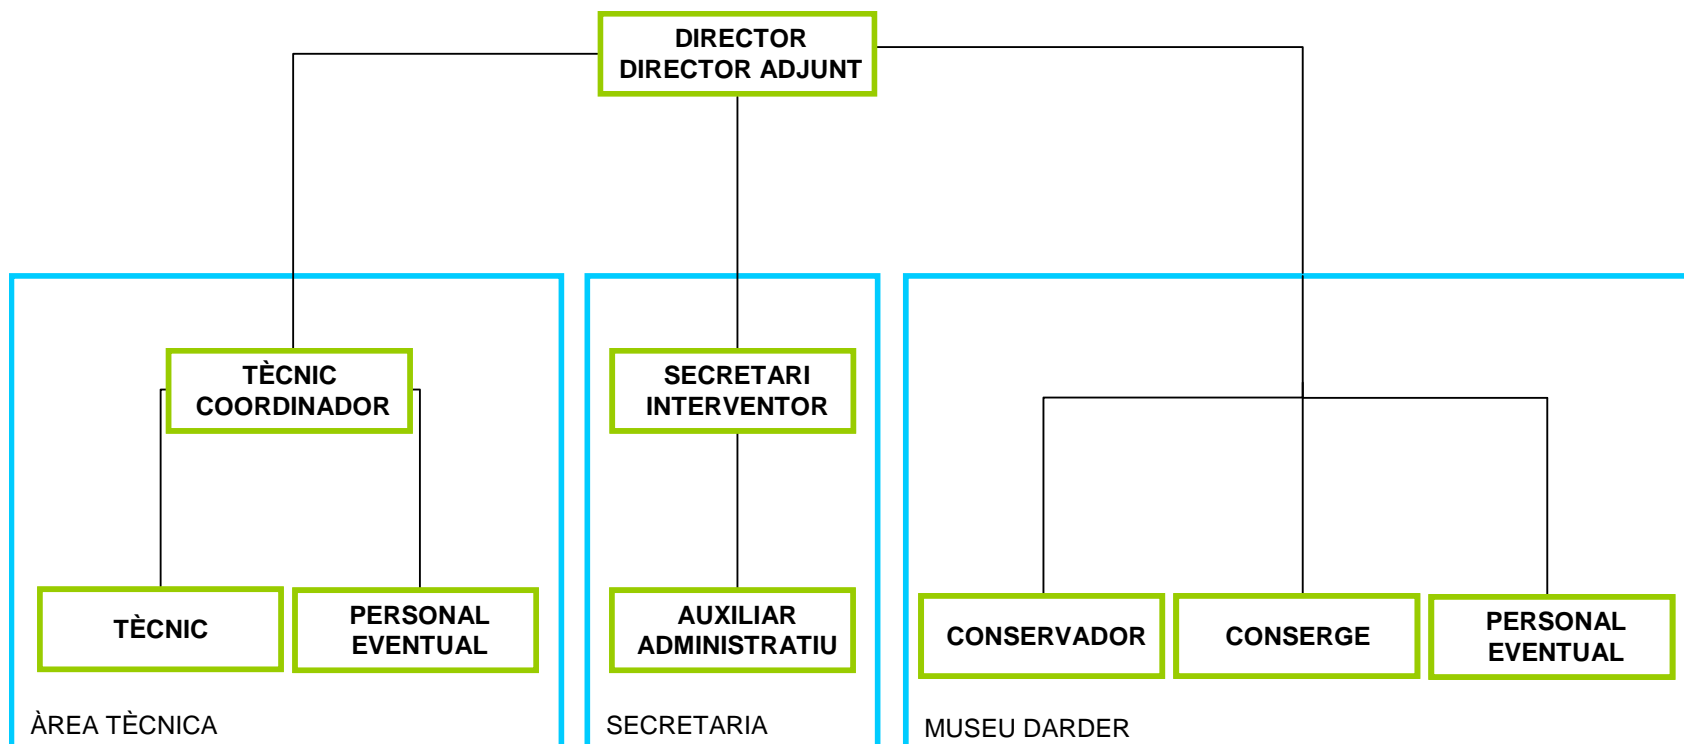 DIRECTOR
DIRECTOR ADJUNT
TÈCNIC
COORDINADOR
SECRETARI
INTERVENTOR
TÈCNIC
PERSONAL
EVENTUAL
AUXILIAR
ADMINISTRATIU
CONSERVADOR
CONSERGE
PERSONAL
EVENTUAL
ÀREA TÈCNICA
SECRETARIA
MUSEU DARDER